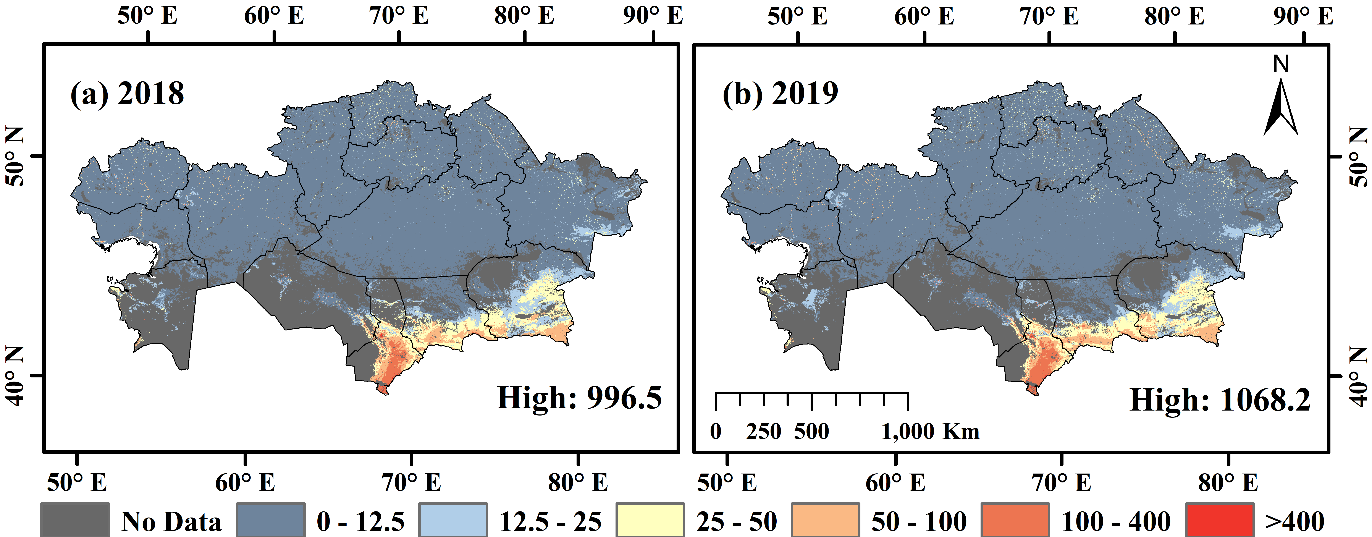 60° E 70° E 80° E 90° E 60° E 70° E 80° E 90° E
(a) 2018
(b) 2019
N
50° N
50° N
40° N
40° N
High: 996.5
High: 1068.2
0 250 500 1,000 Km
50° E 60° E 70° E 80° E 50° E 60° E 70° E 80° E
No Data 0 - 12.5 12.5 - 25 25 - 50 50 - 100 100 - 400 >400